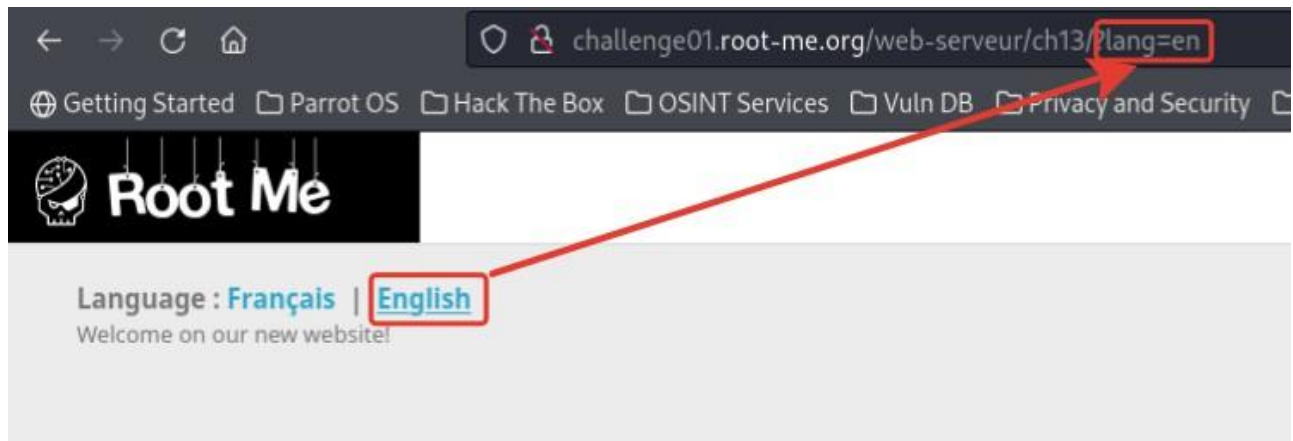 challenge01.root-me.org/web-serveur/ch13/?lang=en
Getting Started Parrot OS Hack The Box OSINT Services Vuln DB Privacy and Security
Root Me
Language : Français | English
Welcome on our new website!